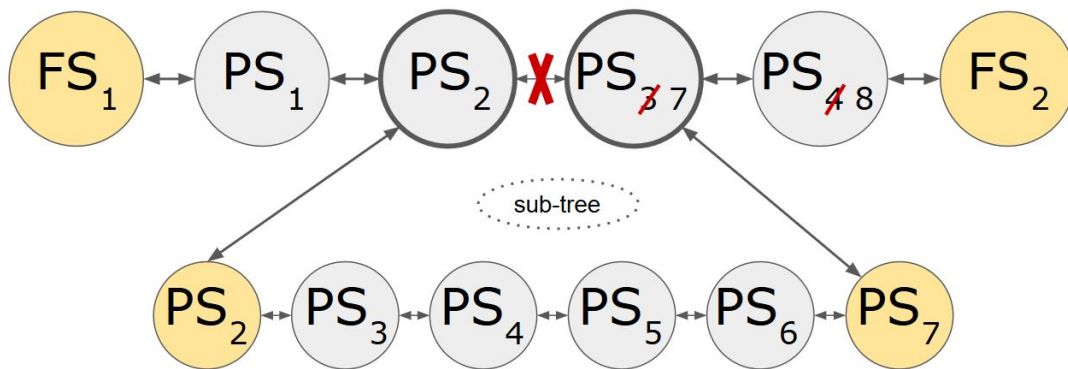 FS1 PS1 PS2 X PS3 7 PS4 8 FS2
sub-tree
PS2 PS3 PS4 PS5 PS6 PS7